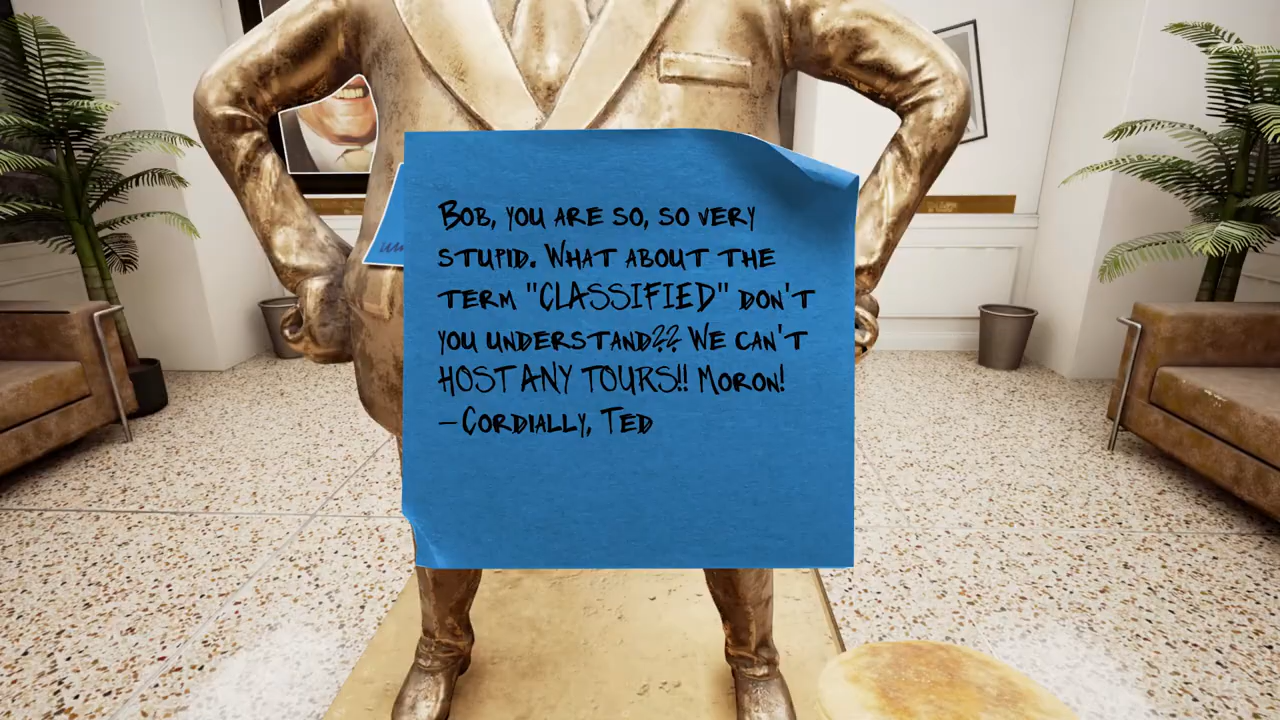 Bob, you are so, so very
stupid. What about the
term "CLASSIFIED" don't
you understand?? We can't
HOST ANY TOURS!! Moron!
–Cordially, Ted